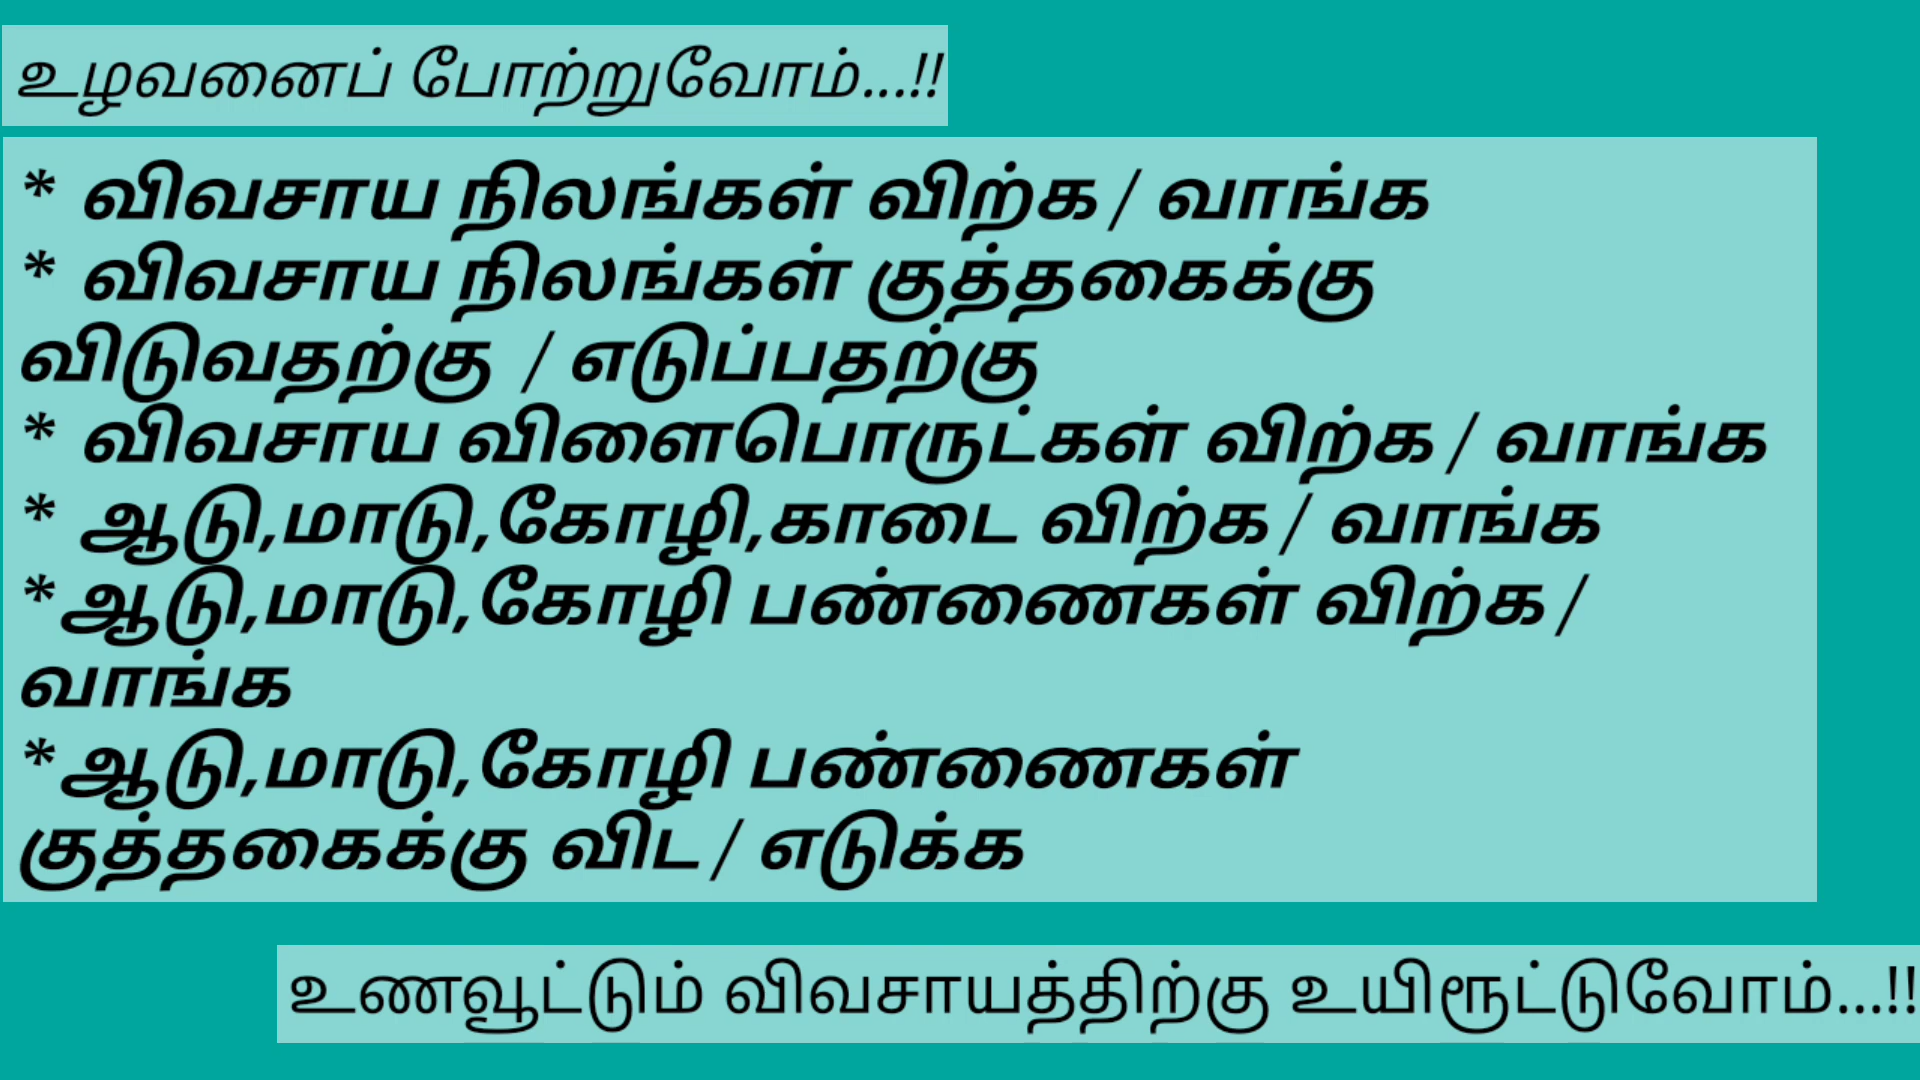 உழவனைப் போற்றுவோம்...!!
* விவசாய நிலங்கள் விற்க / வாங்க
* விவசாய நிலங்கள் குத்தகைக்கு
விடுவதற்கு / எடுப்பதற்கு
* விவசாய விளைபொருட்கள் விற்க / வாங்க
* ஆடு,மாடு,கோழி,காடை விற்க / வாங்க
*ஆடு,மாடு,கோழி பண்ணைகள் விற்க /
வாங்க
*ஆடு,மாடு,கோழி பண்ணைகள்
குத்தகைக்கு விட / எடுக்க
உணவூட்டும் விவசாயத்திற்கு உயிரூட்டுவோம்...!!